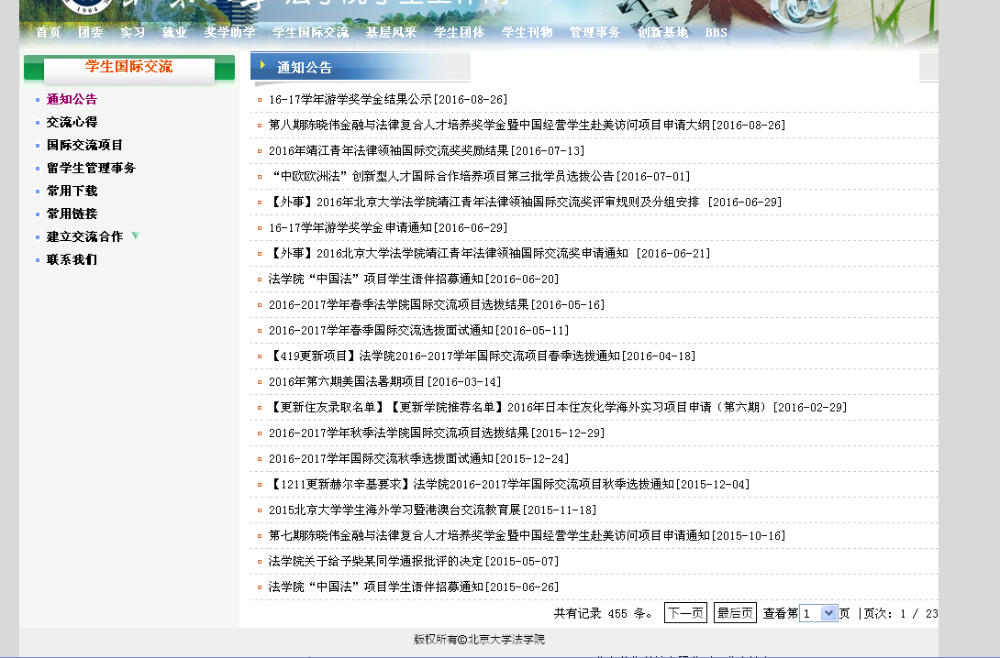 1904
首页 团委 实习 就业 奖学助学 学生国际交流 基层风采 学生团体 学生刊物 管理事务 创新基地 BBS
学生国际交流
通知公告
交流心得
国际交流项目
留学生管理事务
常用下载
常用链接
建立交流合作
联系我们
通知公告
16-17学年游学奖学金结果公示[2016-08-26]
第八期陈晓伟金融与法律复合人才培养奖学金暨中国经营学生赴美访问项目申请大纲[2016-08-26]
2016年靖江青年法律领袖国际交流奖奖励结果[2016-07-13]
“中欧欧洲法”创新型人才国际合作培养项目第三批学员选拔公告[2016-07-01]
【外事】2016年北京大学法学院靖江青年法律领袖国际交流奖评审规则及分组安排 [2016-06-29]
16-17学年游学奖学金申请通知[2016-06-29]
【外事】2016北京大学法学院靖江青年法律领袖国际交流奖申请通知 [2016-06-21]
法学院“中国法”项目学生语伴招募通知[2016-06-20]
2016-2017学年春季法学院国际交流项目选拔结果[2016-05-16]
2016-2017学年春季国际交流选拔面试通知[2016-05-11]
【419更新项目】法学院2016-2017学年国际交流项目春季选拔通知[2016-04-18]
2016年第六期美国法暑期项目[2016-03-14]
【更新住友录取名单】【更新学院推荐名单】2016年日本住友化学海外实习项目申请（第六期）[2016-02-29]
2016-2017学年秋季法学院国际交流项目选拔结果[2015-12-29]
2016-2017学年国际交流秋季选拔面试通知[2015-12-24]
【1211更新赫尔辛基要求】法学院2016-2017学年国际交流项目秋季选拔通知[2015-12-04]
2015北京大学学生海外学习暨港澳台交流教育展[2015-11-18]
第七期陈晓伟金融与法律复合人才培养奖学金暨中国经营学生赴美访问项目申请通知[2015-10-16]
法学院关于给予柴某同学通报批评的决定[2015-05-07]
法学院“中国法”项目学生语伴招募通知[2015-06-26]
共有记录 455 条。 下一页 最后页 查看第 1 页 |页次: 1 / 23
版权所有©北京大学法学院